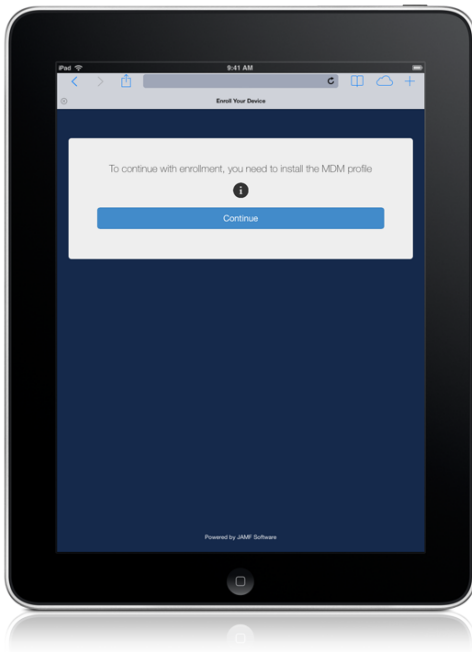 iPad
9:41 AM
Enroll Your Device
To continue with enrollment, you need to install the MDM profile
i
Continue
Powered by JAMF Software